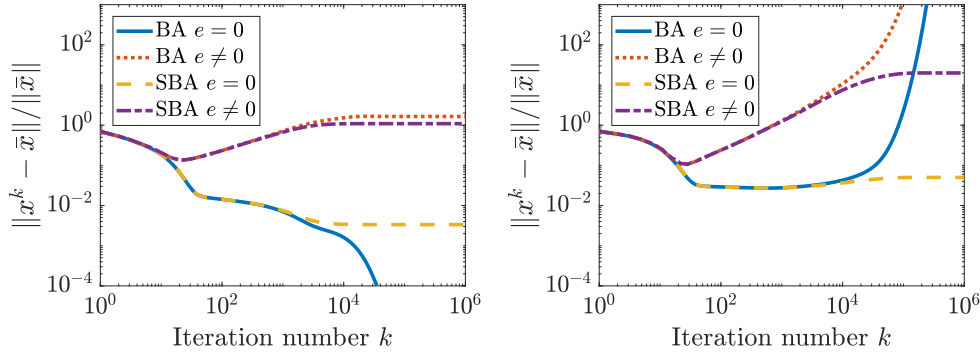 ‖x^k − x̄‖/‖x̄‖
10^2
10^0
10^−2
10^−4
BA e = 0
BA e ≠ 0
SBA e = 0
SBA e ≠ 0
10^0 10^2 10^4 10^6
Iteration number k
‖x^k − x̄‖/‖x̄‖
10^2
10^0
10^−2
10^−4
BA e = 0
BA e ≠ 0
SBA e = 0
SBA e ≠ 0
10^0 10^2 10^4 10^6
Iteration number k